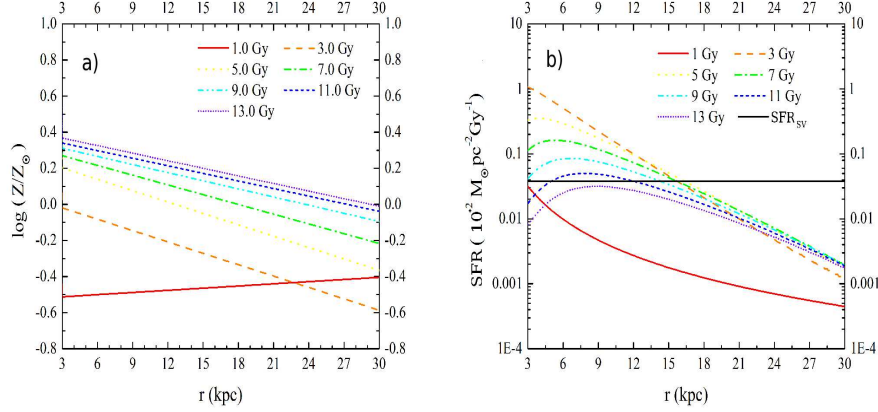 r (kpc)
3 6 9 12 15 18 21 24 27 30
1.0 1.0
0.8 0.8
0.6 0.6
0.4 0.4
0.2 0.2
0.0 0.0
-0.2 -0.2
-0.4 -0.4
-0.6 -0.6
-0.8 -0.8
log ( Z/Z⊙ )
a)
1.0 Gy 3.0 Gy
5.0 Gy 7.0 Gy
9.0 Gy 11.0 Gy
13.0 Gy
3 6 9 12 15 18 21 24 27 30
r (kpc)
r (kpc)
3 6 9 12 15 18 21 24 27 30
10 10
1 1
0.1 0.1
0.01 0.01
0.001 0.001
1E-4 1E-4
SFR ( 10⁻² M⊙ pc⁻² Gy⁻¹ )
b)
1 Gy 3 Gy
5 Gy 7 Gy
9 Gy 11 Gy
13 Gy SFR_SV
3 6 9 12 15 18 21 24 27 30
r (kpc)